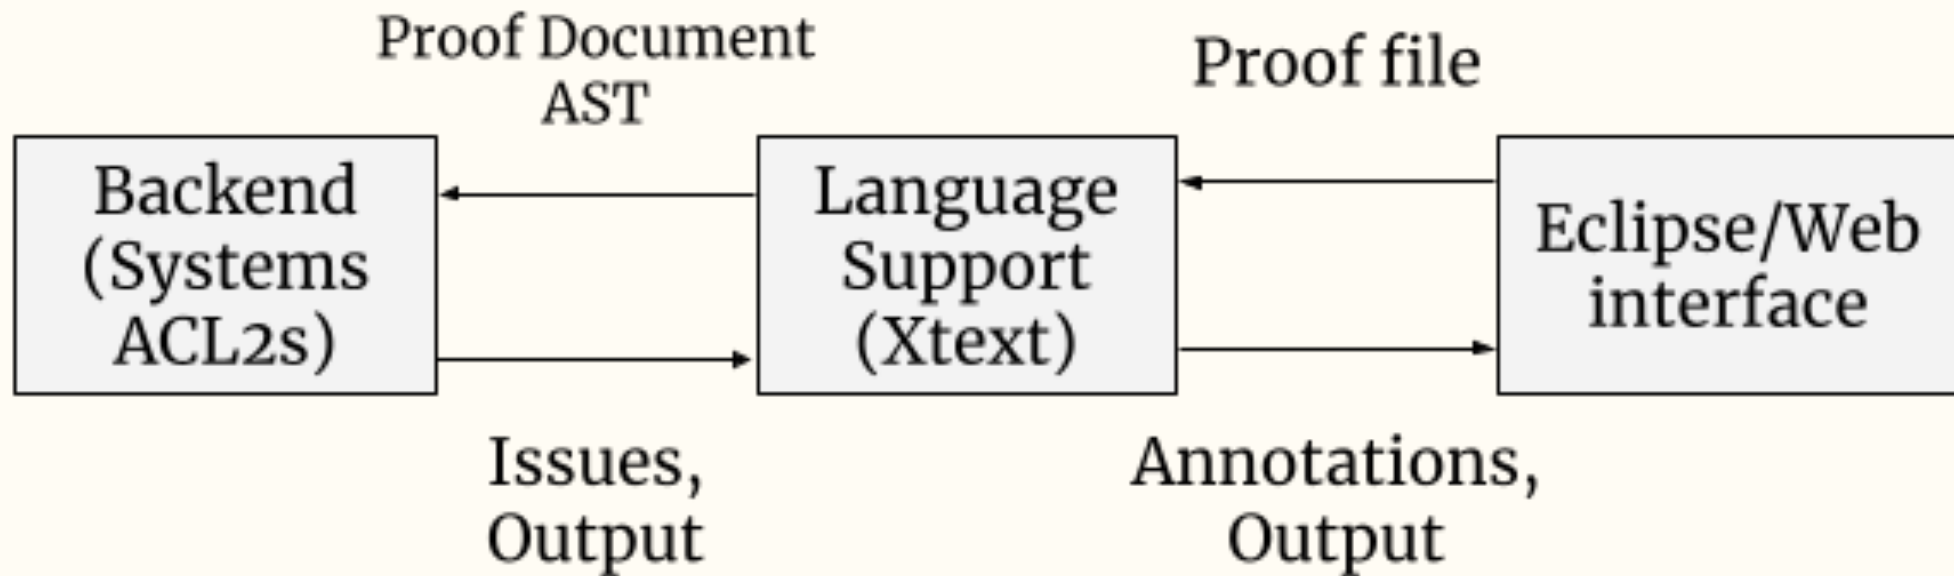 Proof Document
AST
Proof file
Backend
(Systems
ACL2s)
Language
Support
(Xtext)
Eclipse/Web
interface
Issues,
Output
Annotations,
Output